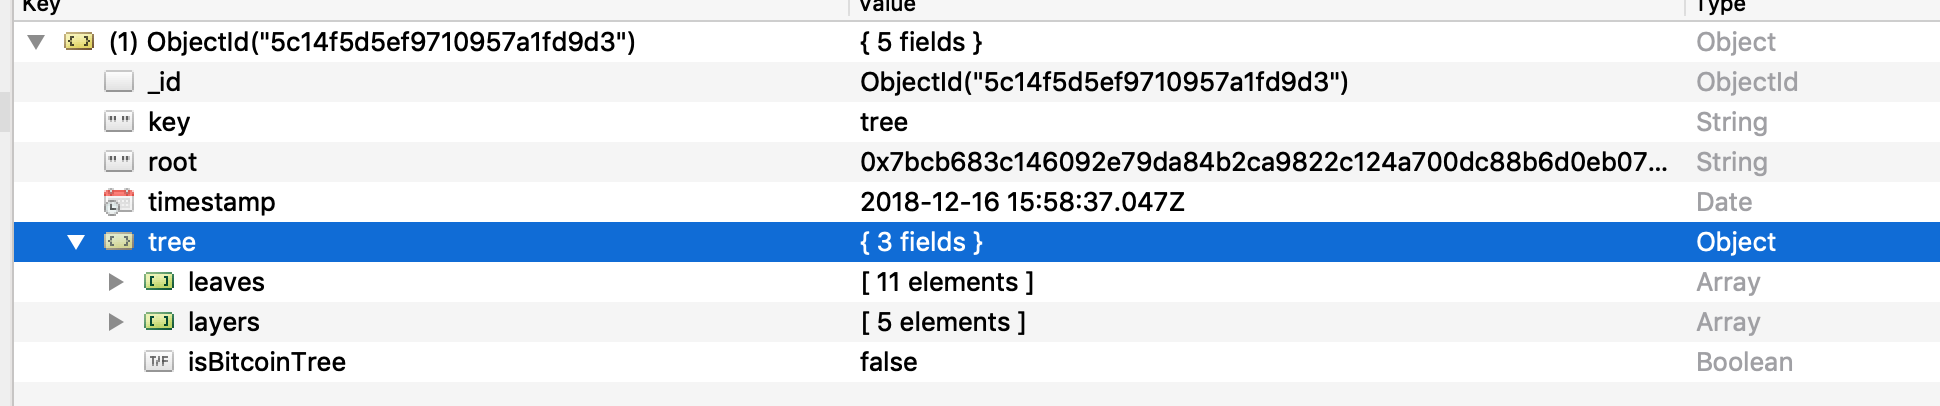 Key Value Type
(1) ObjectId("5c14f5d5ef9710957a1fd9d3") { 5 fields } Object
_id ObjectId("5c14f5d5ef9710957a1fd9d3") ObjectId
key tree String
root 0x7bcb683c146092e79da84b2ca9822c124a700dc88b6d0eb07... String
timestamp 2018-12-16 15:58:37.047Z Date
tree { 3 fields } Object
leaves [ 11 elements ] Array
layers [ 5 elements ] Array
T/F isBitcoinTree false Boolean